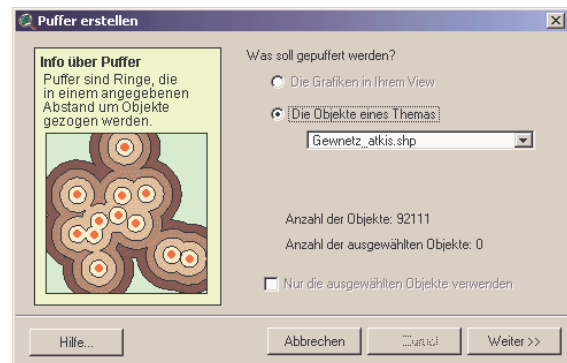 Puffer erstellen
Info über Puffer
Puffer sind Ringe, die
in einem angegebenen
Abstand um Objekte
gezogen werden.
Was soll gepuffert werden?
Die Grafiken in Ihrem View
Die Objekte eines Themas
Gewnetz_atkis.shp
Anzahl der Objekte: 92111
Anzahl der ausgewählten Objekte: 0
Nur die ausgewählten Objekte verwenden
Hilfe...
Abbrechen
Weiter >>